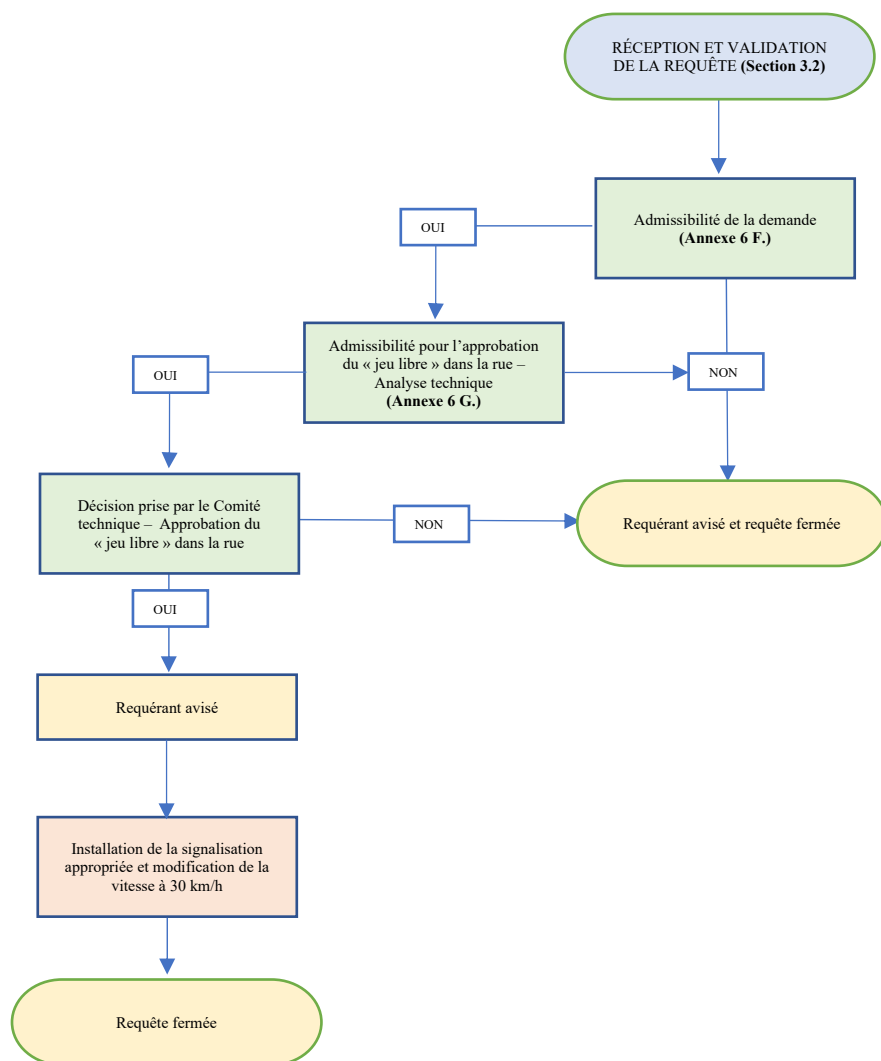 RÉCEPTION ET VALIDATION
DE LA REQUÊTE (Section 3.2)
Admissibilité de la demande
(Annexe 6 F.)
OUI
Admissibilité pour l’approbation
du « jeu libre » dans la rue –
Analyse technique
(Annexe 6 G.)
NON
OUI
Décision prise par le Comité
technique – Approbation du
« jeu libre » dans la rue
NON
Requérant avisé et requête fermée
OUI
Requérant avisé
Installation de la signalisation
appropriée et modification de la
vitesse à 30 km/h
Requête fermée